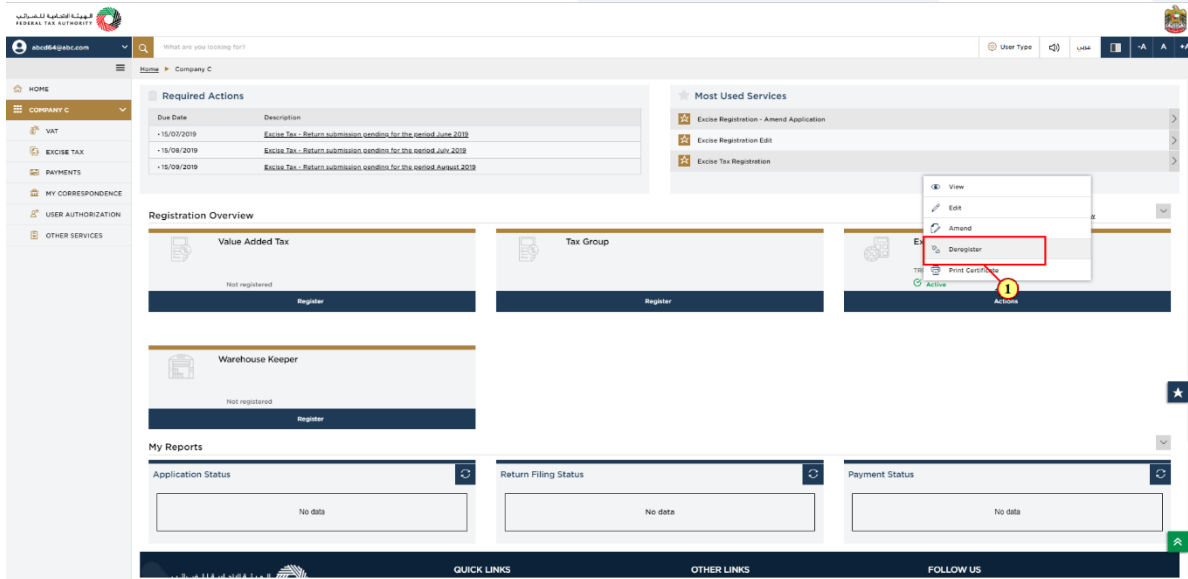 الهيئة الاتحادية للضرائب
FEDERAL TAX AUTHORITY
abcd64@abc.com
What are you looking for?
User Type
عربي
-A
A
+A
Home
Company C
HOME
COMPANY C
VAT
EXCISE TAX
PAYMENTS
MY CORRESPONDENCE
USER AUTHORIZATION
OTHER SERVICES
Required Actions
Due Date Description
• 15/07/2019 Excise Tax - Return submission pending for the period June 2019
• 15/08/2019 Excise Tax - Return submission pending for the period July 2019
• 15/09/2019 Excise Tax - Return submission pending for the period August 2019
Most Used Services
Excise Registration - Amend Application
Excise Registration Edit
Excise Tax Registration
View
Edit
Amend
Deregister
Print Certificate
1
Registration Overview
Value Added Tax
Not registered
Register
Tax Group
Register
Ex
Active
Actions
Warehouse Keeper
Not registered
Register
My Reports
Application Status
No data
Return Filing Status
No data
Payment Status
No data
QUICK LINKS
OTHER LINKS
FOLLOW US